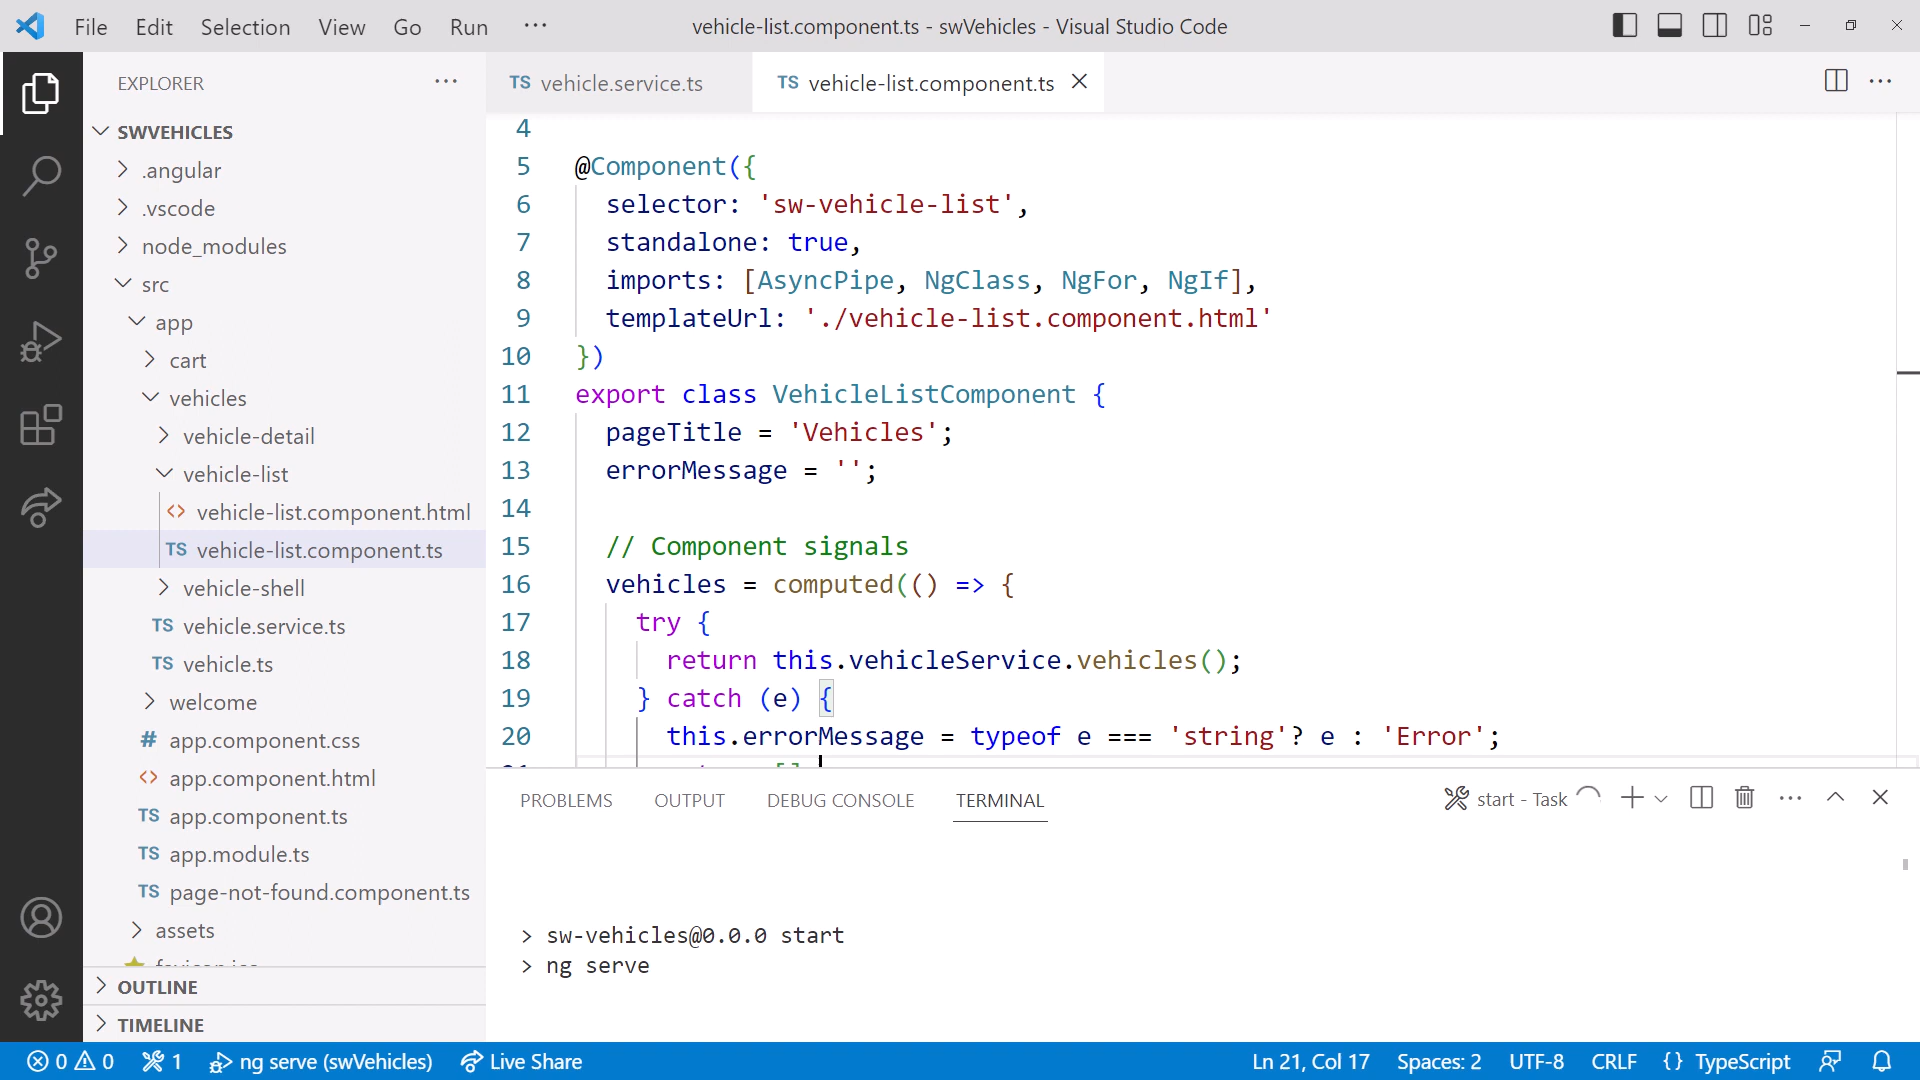 File Edit Selection View Go Run ··· vehicle-list.component.ts - swVehicles - Visual Studio Code
EXPLORER ···
SWVEHICLES
.angular
.vscode
node_modules
src
app
cart
vehicles
vehicle-detail
vehicle-list
<> vehicle-list.component.html
TS vehicle-list.component.ts
vehicle-shell
TS vehicle.service.ts
TS vehicle.ts
welcome
# app.component.css
<> app.component.html
TS app.component.ts
TS app.module.ts
TS page-not-found.component.ts
assets
OUTLINE
TIMELINE
TS vehicle.service.ts TS vehicle-list.component.ts
4
5 @Component({
6 selector: 'sw-vehicle-list',
7 standalone: true,
8 imports: [AsyncPipe, NgClass, NgFor, NgIf],
9 templateUrl: './vehicle-list.component.html'
10 })
11 export class VehicleListComponent {
12 pageTitle = 'Vehicles';
13 errorMessage = '';
14
15 // Component signals
16 vehicles = computed(() => {
17 try {
18 return this.vehicleService.vehicles();
19 } catch (e) {
20 this.errorMessage = typeof e === 'string'? e : 'Error';
PROBLEMS OUTPUT DEBUG CONSOLE TERMINAL start - Task
> sw-vehicles@0.0.0 start
> ng serve
0 0 1 ng serve (swVehicles) Live Share Ln 21, Col 17 Spaces: 2 UTF-8 CRLF {} TypeScript